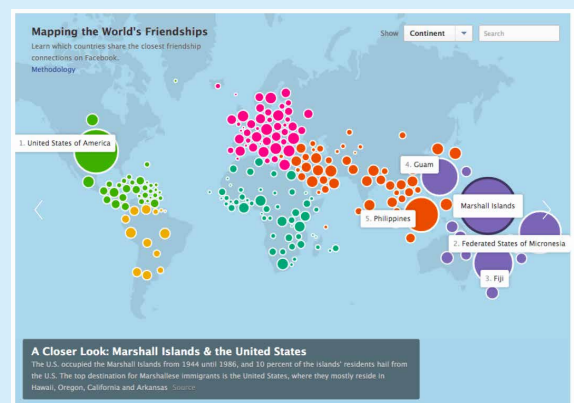 Mapping the World's Friendships
Show Continent Search
Learn which countries share the closest friendship
connections on Facebook.
Methodology
1. United States of America
4. Guam
Marshall Islands
5. Philippines
2. Federated States of Micronesia
3. Fiji
A Closer Look: Marshall Islands & the United States
The U.S. occupied the Marshall Islands from 1944 until 1986, and 10 percent of the islands' residents hail from
the U.S. The top destination for Marshallese immigrants is the United States, where they mostly reside in
Hawaii, Oregon, California and Arkansas Source